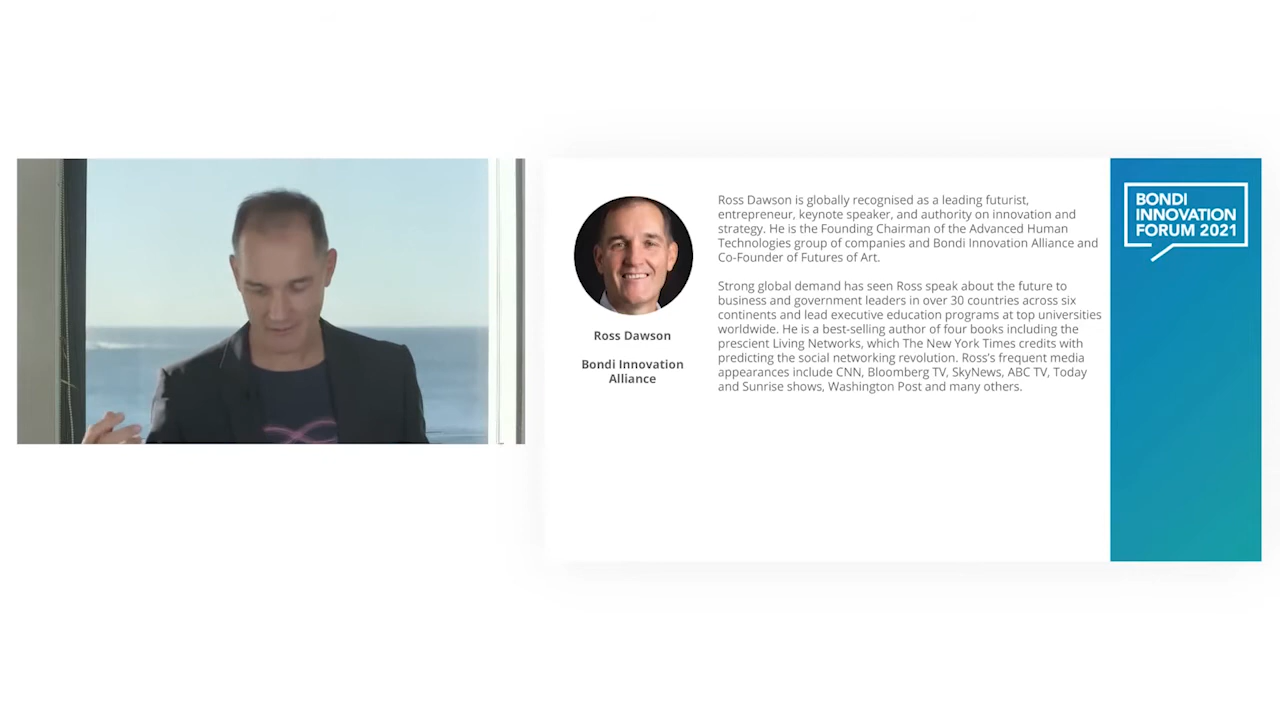 Ross Dawson is globally recognised as a leading futurist,
entrepreneur, keynote speaker, and authority on innovation and
strategy. He is the Founding Chairman of the Advanced Human
Technologies group of companies and Bondi Innovation Alliance and
Co-Founder of Futures of Art.
Strong global demand has seen Ross speak about the future to
business and government leaders in over 30 countries across six
continents and lead executive education programs at top universities
worldwide. He is a best-selling author of four books including the
prescient Living Networks, which The New York Times credits with
predicting the social networking revolution. Ross’s frequent media
appearances include CNN, Bloomberg TV, SkyNews, ABC TV, Today
and Sunrise shows, Washington Post and many others.
Ross Dawson
Bondi Innovation
Alliance
BONDI
INNOVATION
FORUM 2021